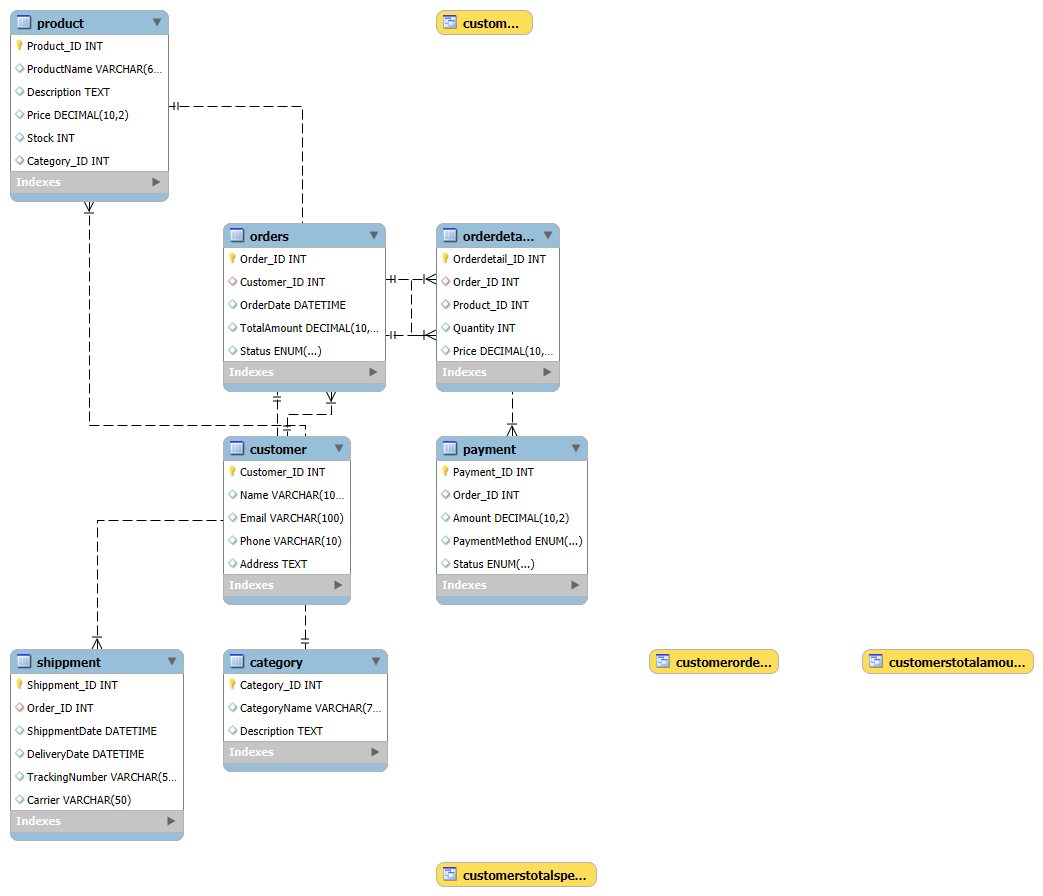 product
Product_ID INT
ProductName VARCHAR(6...
Description TEXT
Price DECIMAL(10,2)
Stock INT
Category_ID INT
Indexes
custom...
orders
Order_ID INT
Customer_ID INT
OrderDate DATETIME
TotalAmount DECIMAL(10,...
Status ENUM(...)
Indexes
orderdeta...
Orderdetail_ID INT
Order_ID INT
Product_ID INT
Quantity INT
Price DECIMAL(10,...
Indexes
customer
Customer_ID INT
Name VARCHAR(10...
Email VARCHAR(100)
Phone VARCHAR(10)
Address TEXT
Indexes
payment
Payment_ID INT
Order_ID INT
Amount DECIMAL(10,2)
PaymentMethod ENUM(...)
Status ENUM(...)
Indexes
shippment
Shippment_ID INT
Order_ID INT
ShippmentDate DATETIME
DeliveryDate DATETIME
TrackingNumber VARCHAR(5...
Carrier VARCHAR(50)
Indexes
category
Category_ID INT
CategoryName VARCHAR(7...
Description TEXT
Indexes
customerorde...
customerstotalamou...
customerstotalspe...